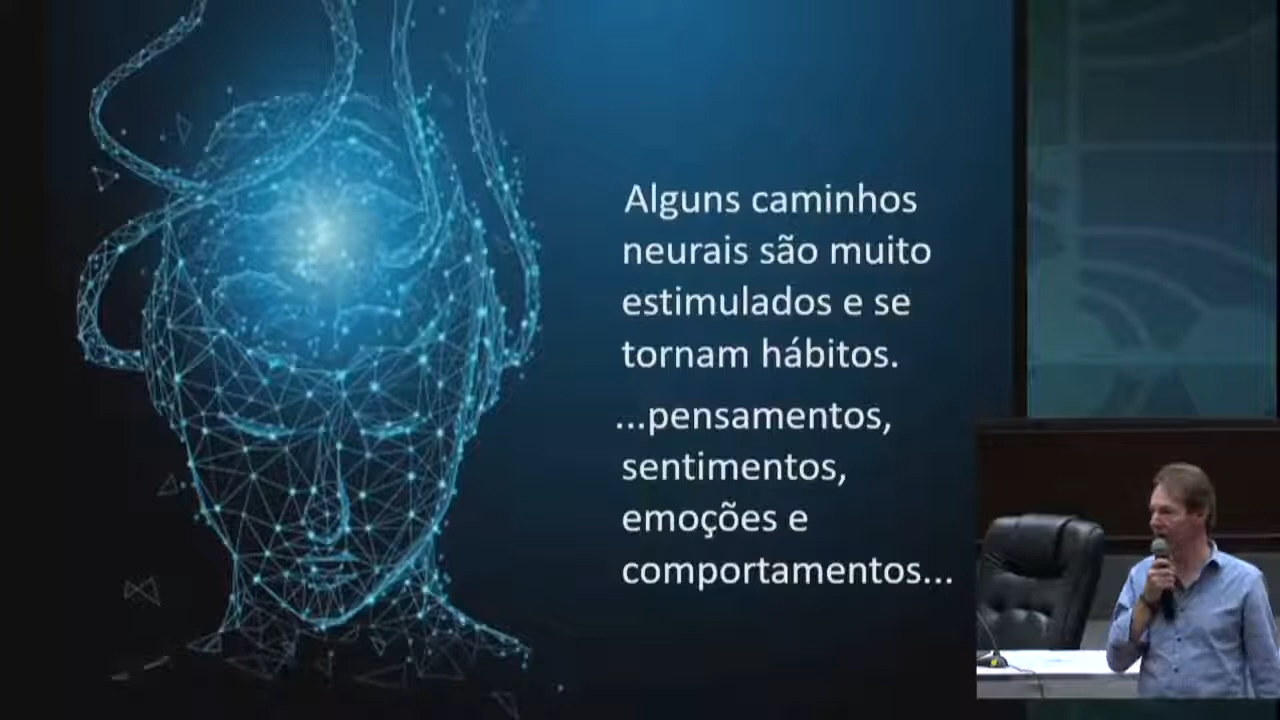 Alguns caminhos
neurais são muito
estimulados e se
tornam hábitos.
...pensamentos,
sentimentos,
emoções e
comportamentos...